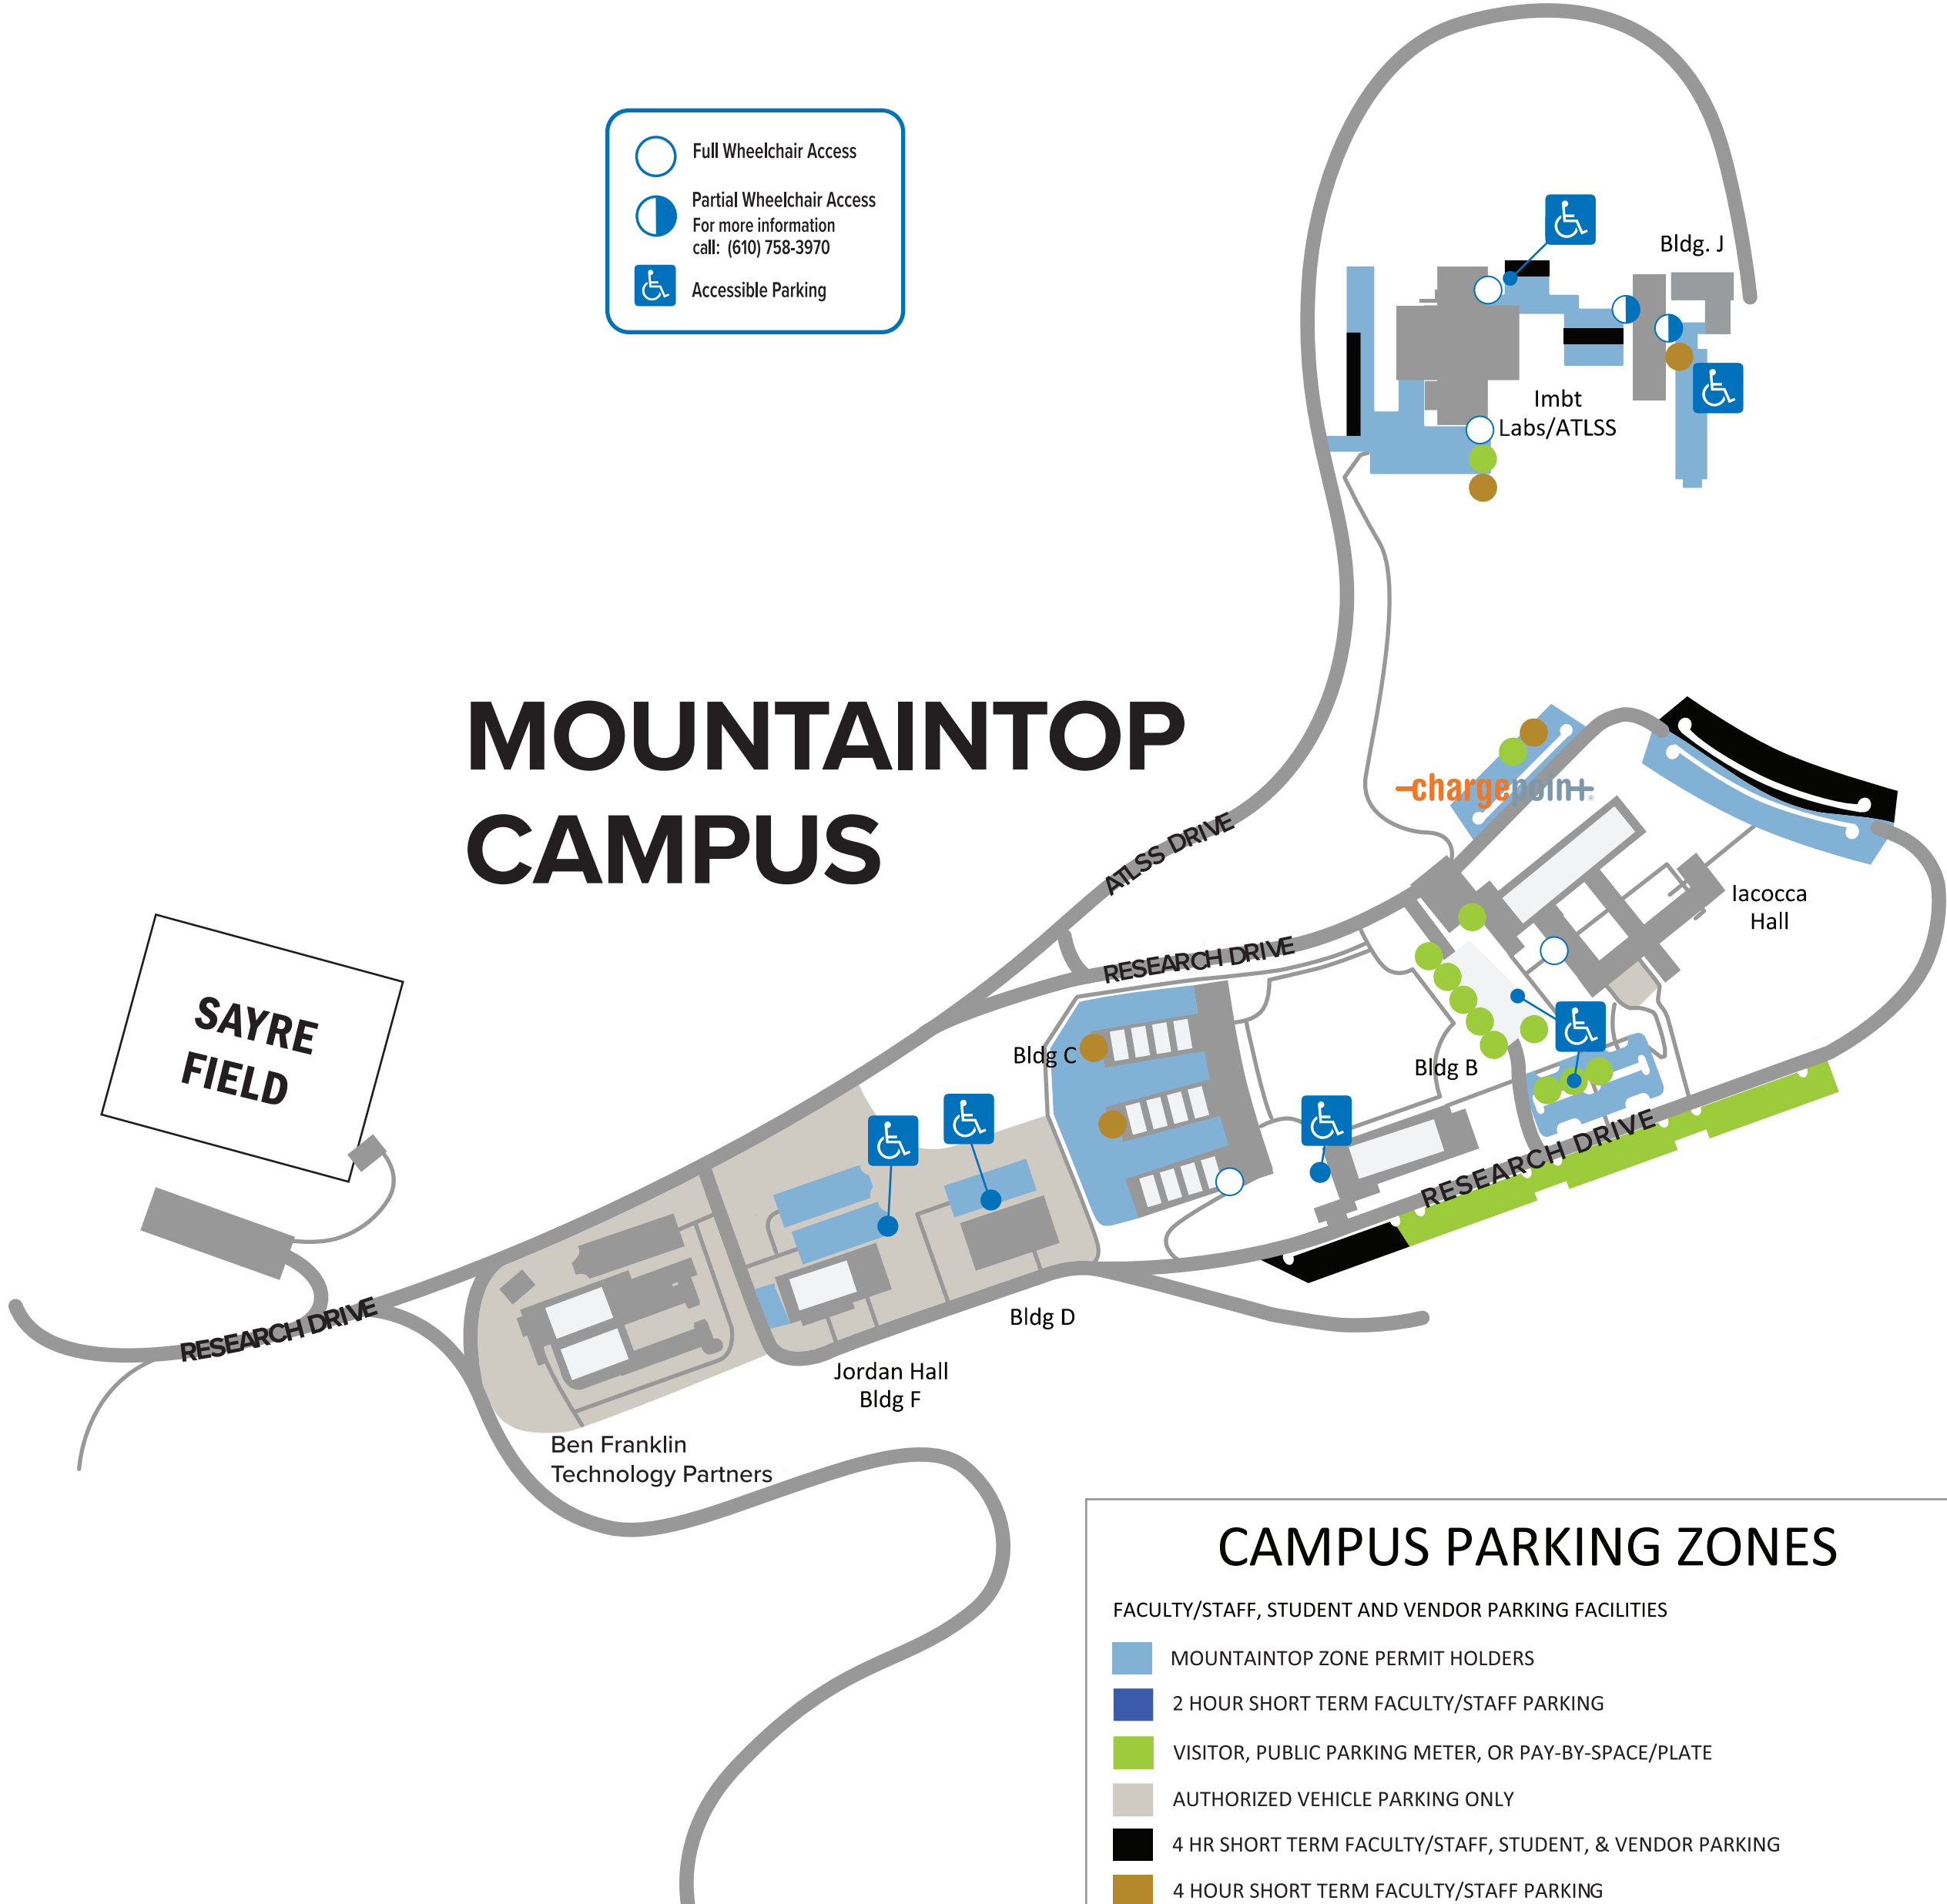 Full Wheelchair Access
Partial Wheelchair Access
For more information
call: (610) 758-3970
Accessible Parking
Bldg. J
Imbt
Labs/ATLSS
MOUNTAINTOP
CAMPUS
-chargepoin+
ATLSS DRIVE
Iacocca
Hall
RESEARCH DRIVE
SAYRE
FIELD
Bldg C
Bldg B
RESEARCH DRIVE
RESEARCH DRIVE
Bldg D
Jordan Hall
Bldg F
Ben Franklin
Technology Partners
CAMPUS PARKING ZONES
FACULTY/STAFF, STUDENT AND VENDOR PARKING FACILITIES
MOUNTAINTOP ZONE PERMIT HOLDERS
2 HOUR SHORT TERM FACULTY/STAFF PARKING
VISITOR, PUBLIC PARKING METER, OR PAY-BY-SPACE/PLATE
AUTHORIZED VEHICLE PARKING ONLY
4 HR SHORT TERM FACULTY/STAFF, STUDENT, & VENDOR PARKING
4 HOUR SHORT TERM FACULTY/STAFF PARKING